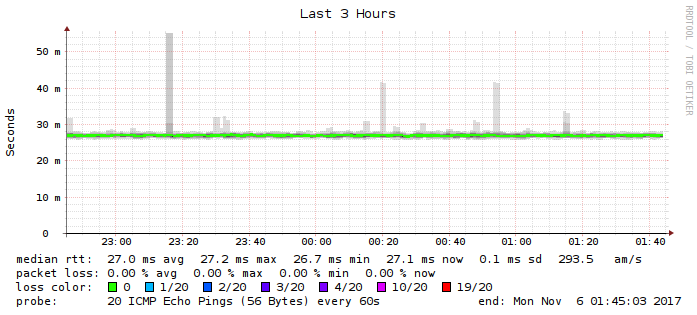 Last 3 Hours
RRDTOOL / TOBI OETIKER
Seconds
50 m
40 m
30 m
20 m
10 m
0
23:00 23:20 23:40 00:00 00:20 00:40 01:00 01:20 01:40
median rtt: 27.0 ms avg 27.2 ms max 26.7 ms min 27.1 ms now 0.1 ms sd 293.5 am/s
packet loss: 0.00 % avg 0.00 % max 0.00 % min 0.00 % now
loss color: 0 1/20 2/20 3/20 4/20 10/20 19/20
probe: 20 ICMP Echo Pings (56 Bytes) every 60s end: Mon Nov 6 01:45:03 2017